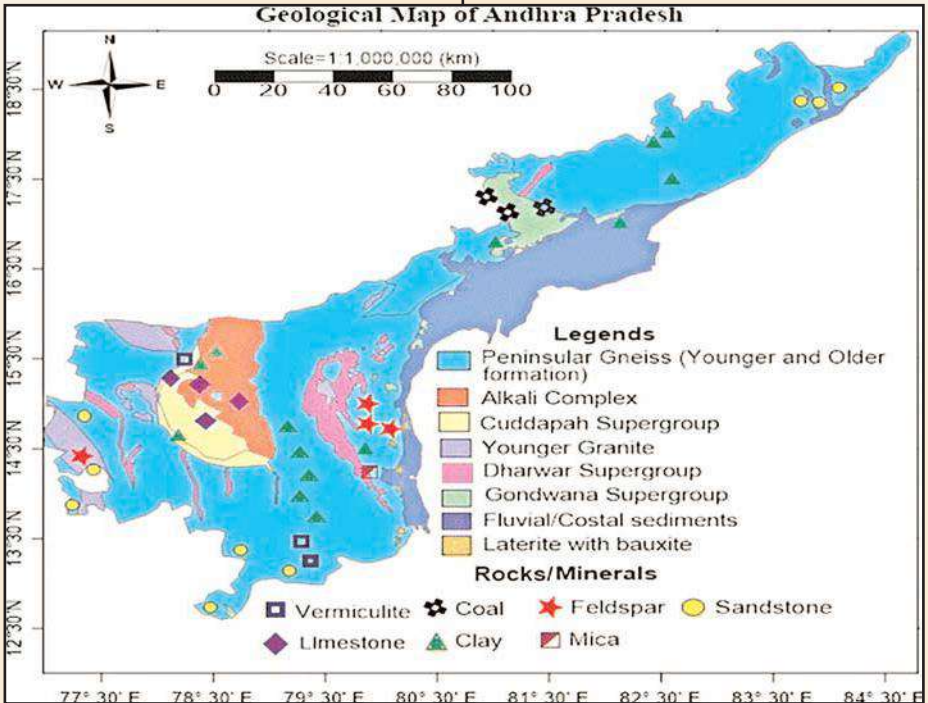 Geological Map of Andhra Pradesh
N
W E
S
Scale=1:1,000,000 (km)
0 20 40 60 80 100
18°30'N
17°30'N
16°30'N
15°30'N
14°30'N
13°30'N
12°30'N
Legends
Peninsular Gneiss (Younger and Older
formation)
Alkali Complex
Cuddapah Supergroup
Younger Granite
Dharwar Supergroup
Gondwana Supergroup
Fluvial/Costal sediments
Laterite with bauxite
Rocks/Minerals
Vermiculite Coal Feldspar Sandstone
LImestone Clay Mica
77° 30' E 78° 30' E 79° 30' E 80° 30' E 81° 30' E 82° 30' E 83° 30' E 84° 30' E